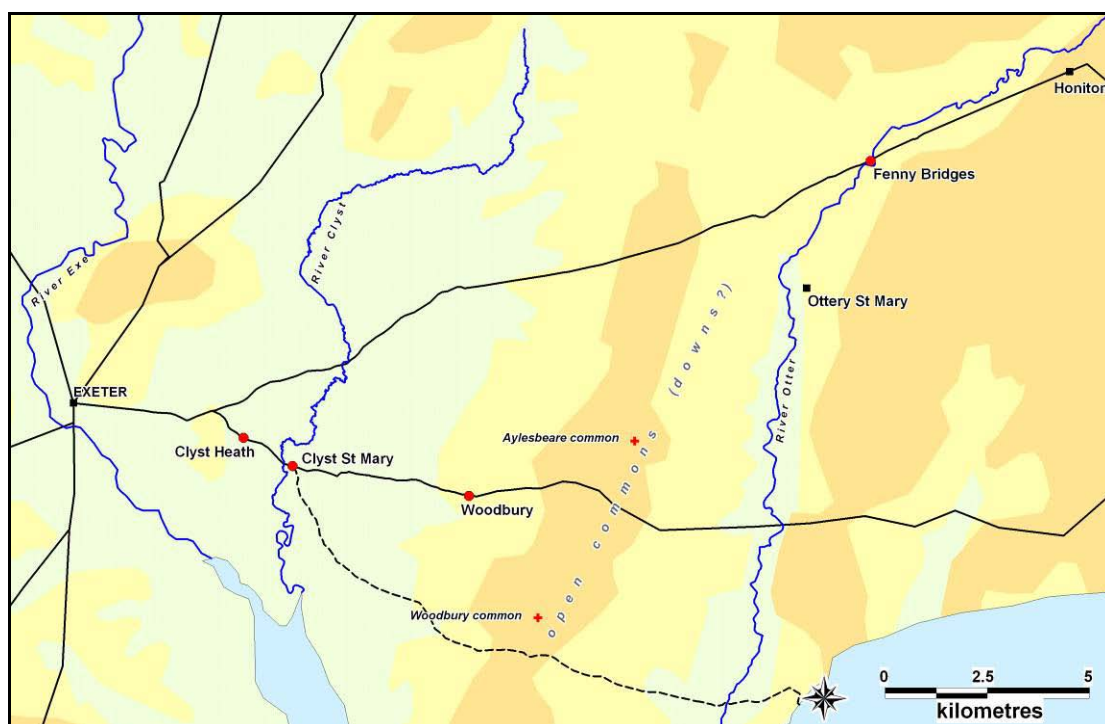 Honiton
Fenny Bridges
River Clyst
River Exe
Ottery St Mary
open commons (downs?)
River Otter
EXETER
Aylesbeare common
Clyst Heath
Clyst St Mary
Woodbury
Woodbury common
0 2.5 5
kilometres